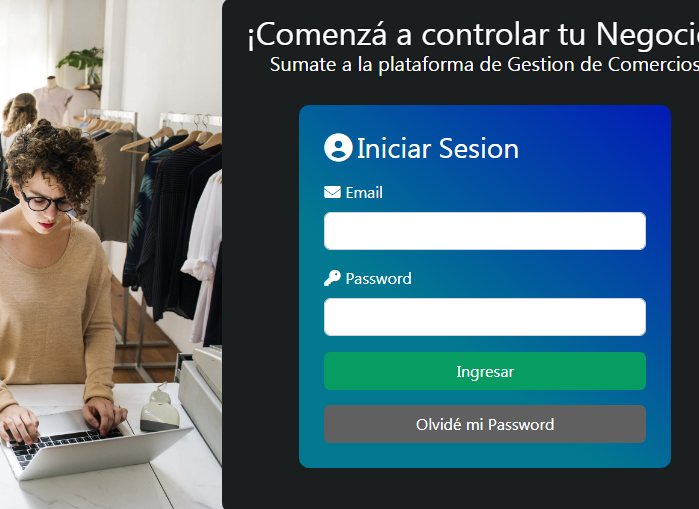 ¡Comenzá a controlar tu Negoci
Sumate a la plataforma de Gestion de Comercios
Iniciar Sesion
Email
Password
Ingresar
Olvidé mi Password